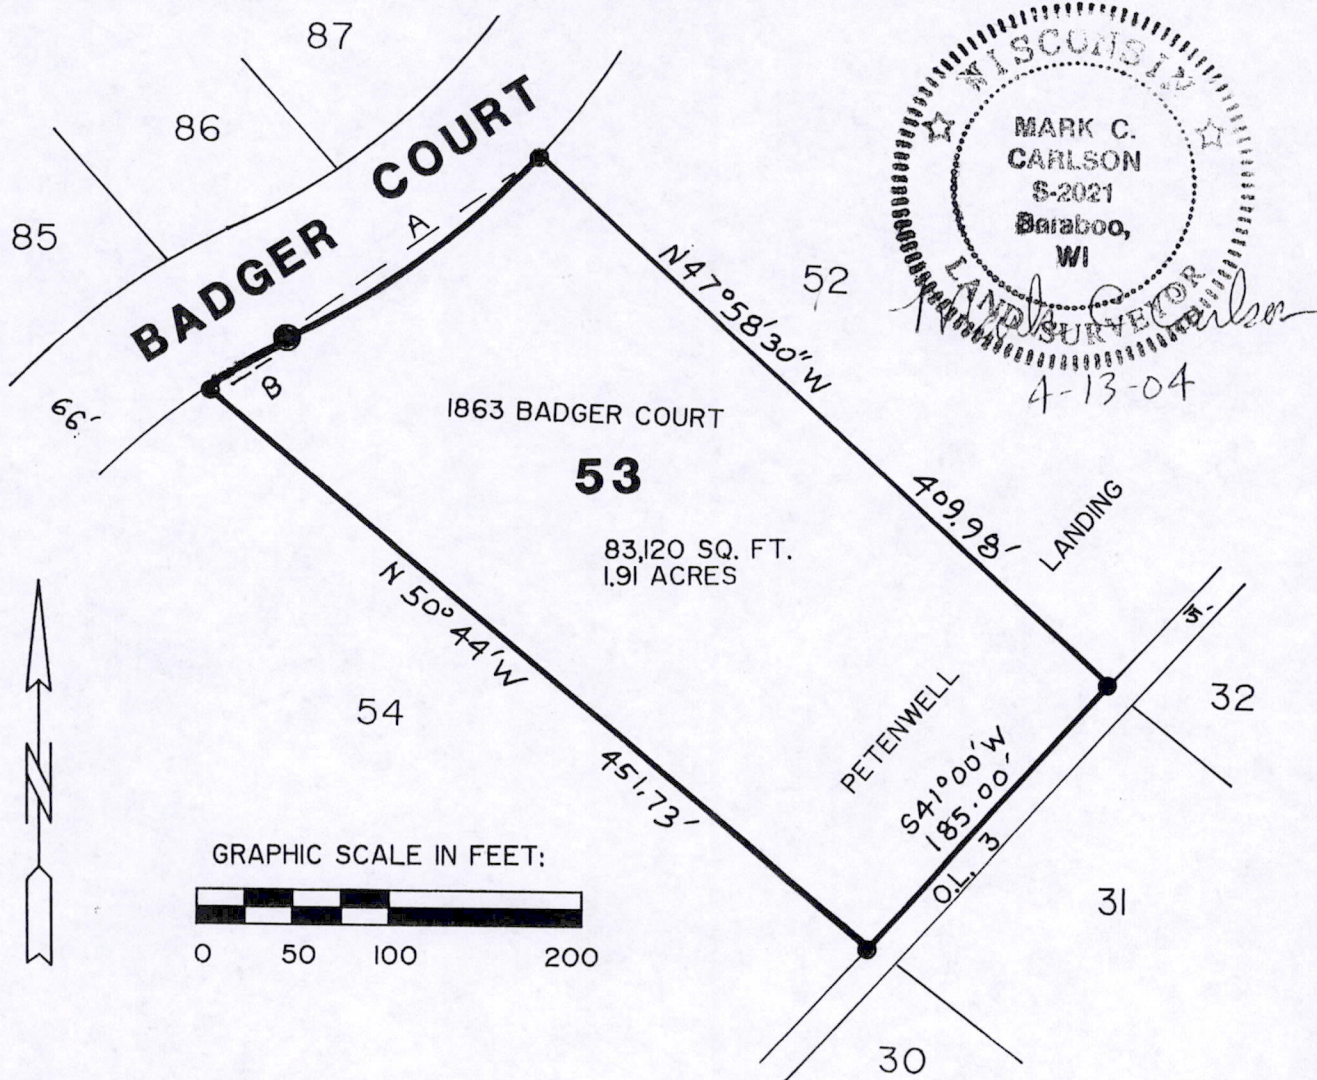 87
86
85
BADGER COURT
A
B
66'
WISCONSIN
MARK C.
CARLSON
S-2021
Baraboo,
WI
LAND SURVEYOR
Mark C. Carlson
4-13-04
52
N47°58'30"W
409.98'
1863 BADGER COURT
53
83,120 SQ. FT.
1.91 ACRES
LANDING
PETENWELL
N 50° 44'W
451.73'
54
S41°00'W
185.00'
O.L. 3
32
31
30
N
GRAPHIC SCALE IN FEET:
0 50 100 200